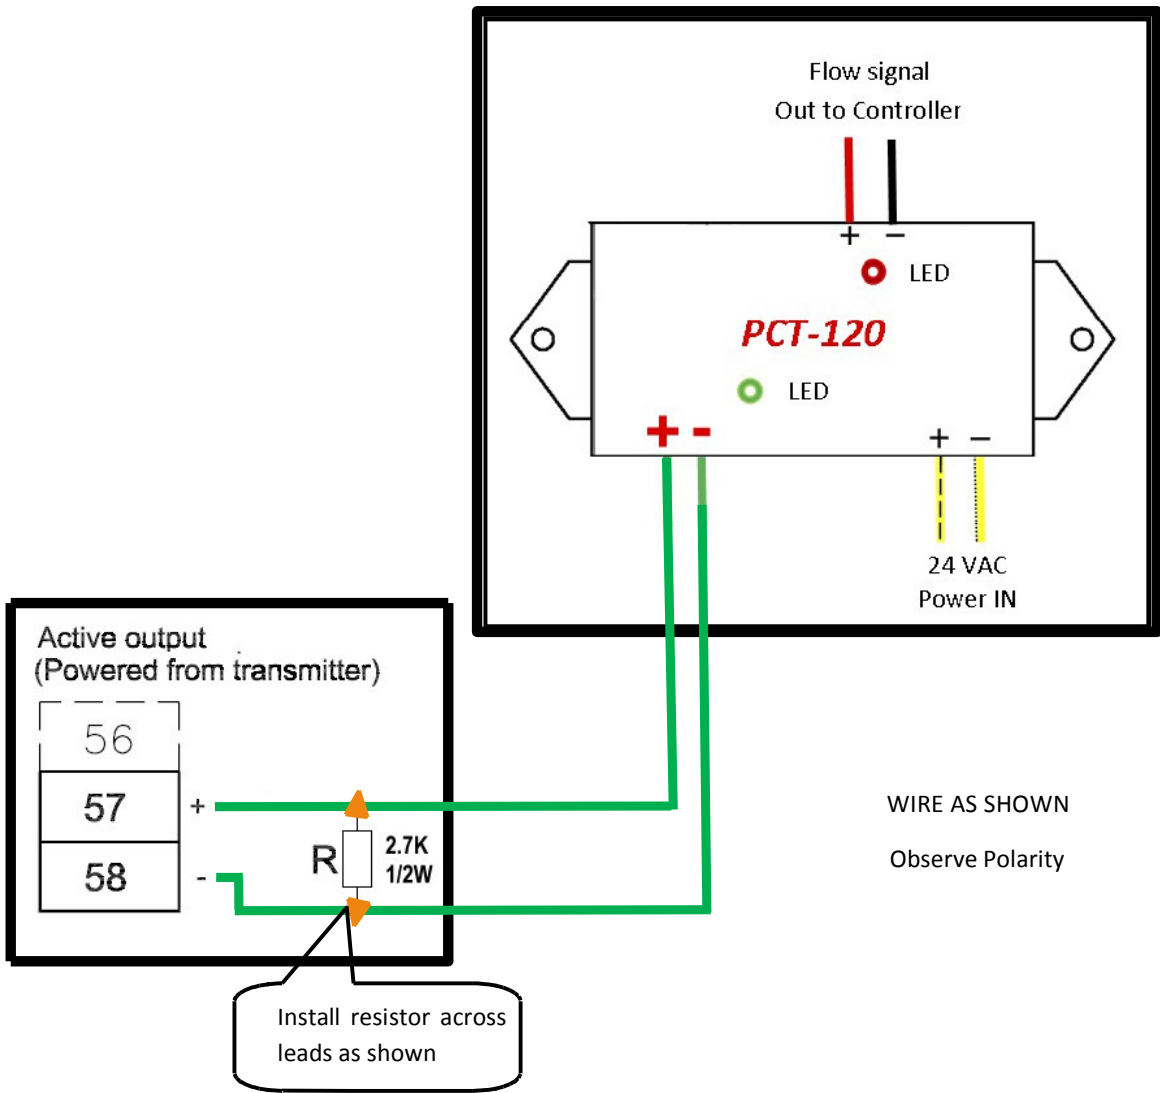 Flow signal
Out to Controller
+ −
LED
PCT-120
LED
+ -
+ −
24 VAC
Power IN
Active output
(Powered from transmitter)
56
57 +
58 -
R
2.7K
1/2W
WIRE AS SHOWN
Observe Polarity
Install resistor across
leads as shown